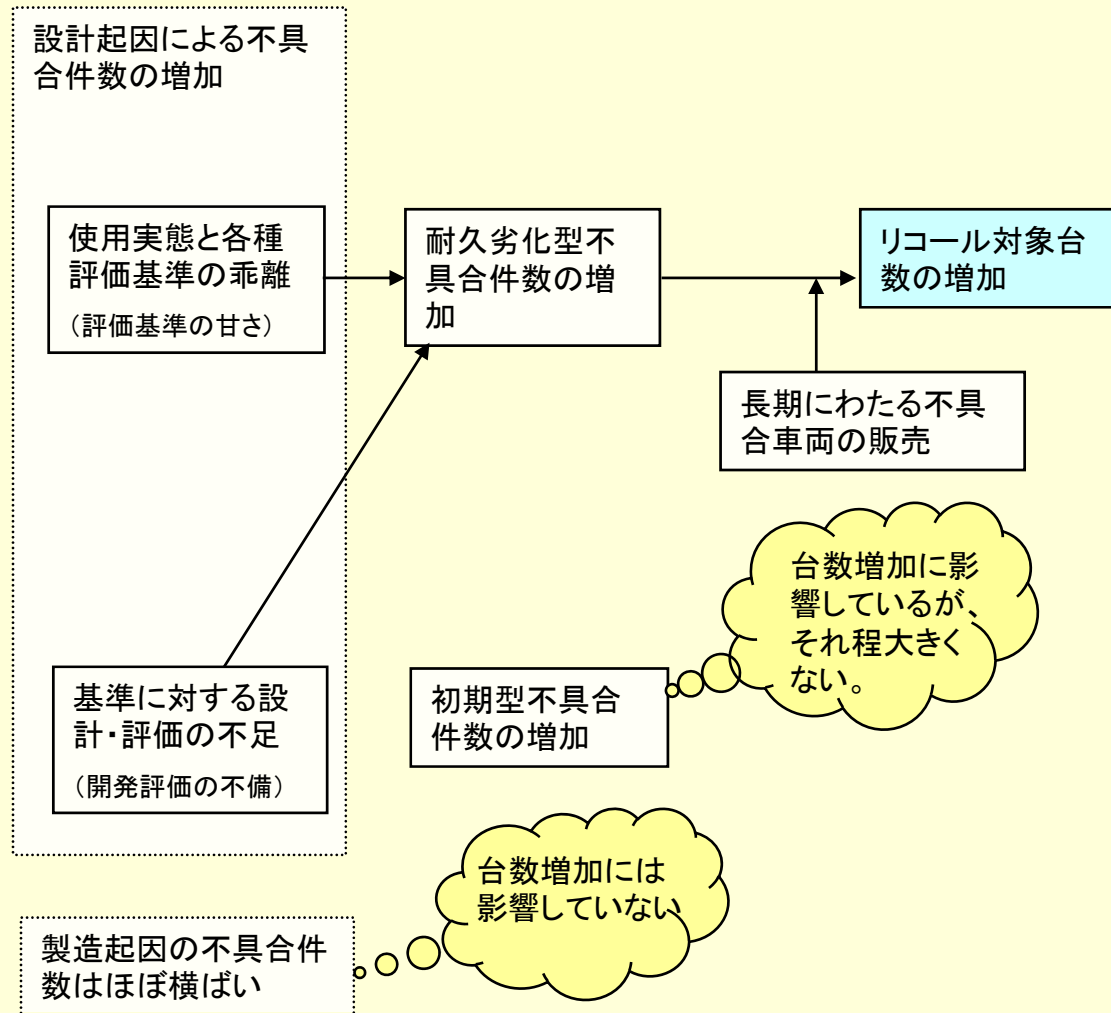 設計起因による不具
合件数の増加
使用実態と各種
評価基準の乖離
（評価基準の甘さ）
耐久劣化型不
具合件数の増
加
リコール対象台
数の増加
長期にわたる不具
合車両の販売
台数増加に影
響しているが、
それ程大きく
ない。
基準に対する設
計・評価の不足
（開発評価の不備）
初期型不具合
件数の増加
台数増加には
影響していない
製造起因の不具合件
数はほぼ横ばい